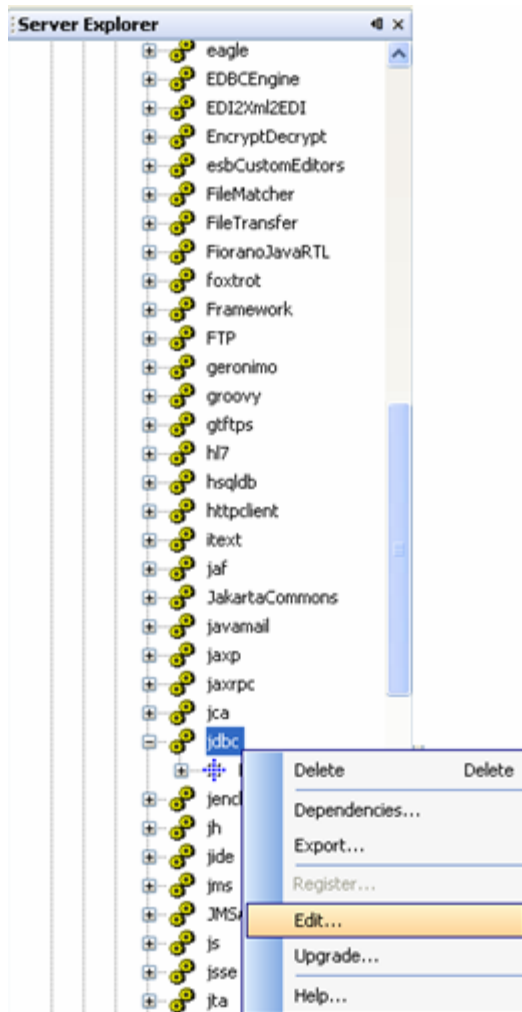 Server Explorer
eagle
EDBCEngine
EDI2Xml2EDI
EncryptDecrypt
esbCustomEditors
FileMatcher
FileTransfer
FioranoJavaRTL
foxtrot
Framework
FTP
geronimo
groovy
gtftps
hl7
hsqldb
httpclient
itext
jaf
JakartaCommons
javamail
jaxp
jaxrpc
jca
jdbc
Delete Delete
Dependencies...
Export...
Register...
Edit...
Upgrade...
Help...
jh
jide
jms
js
jsse
jta